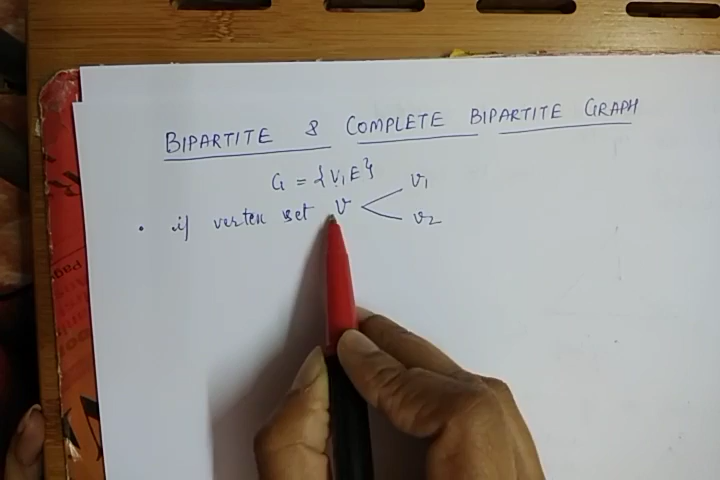 BIPARTITE & COMPLETE BIPARTITE GRAPH
G = {V, E}
• if vertex set V < V1
V2